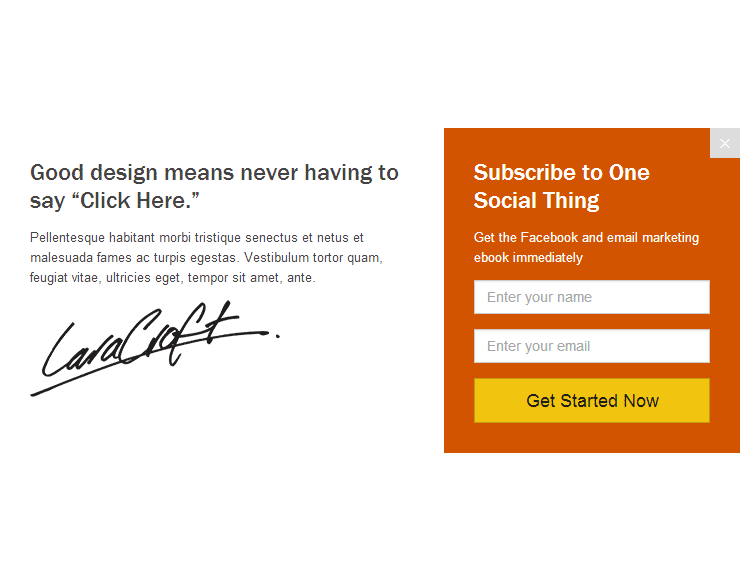 Good design means never having to
say “Click Here.”
Pellentesque habitant morbi tristique senectus et netus et
malesuada fames ac turpis egestas. Vestibulum tortor quam,
feugiat vitae, ultricies eget, tempor sit amet, ante.
Lara Croft
×
Subscribe to One
Social Thing
Get the Facebook and email marketing
ebook immediately
Enter your name
Enter your email
Get Started Now